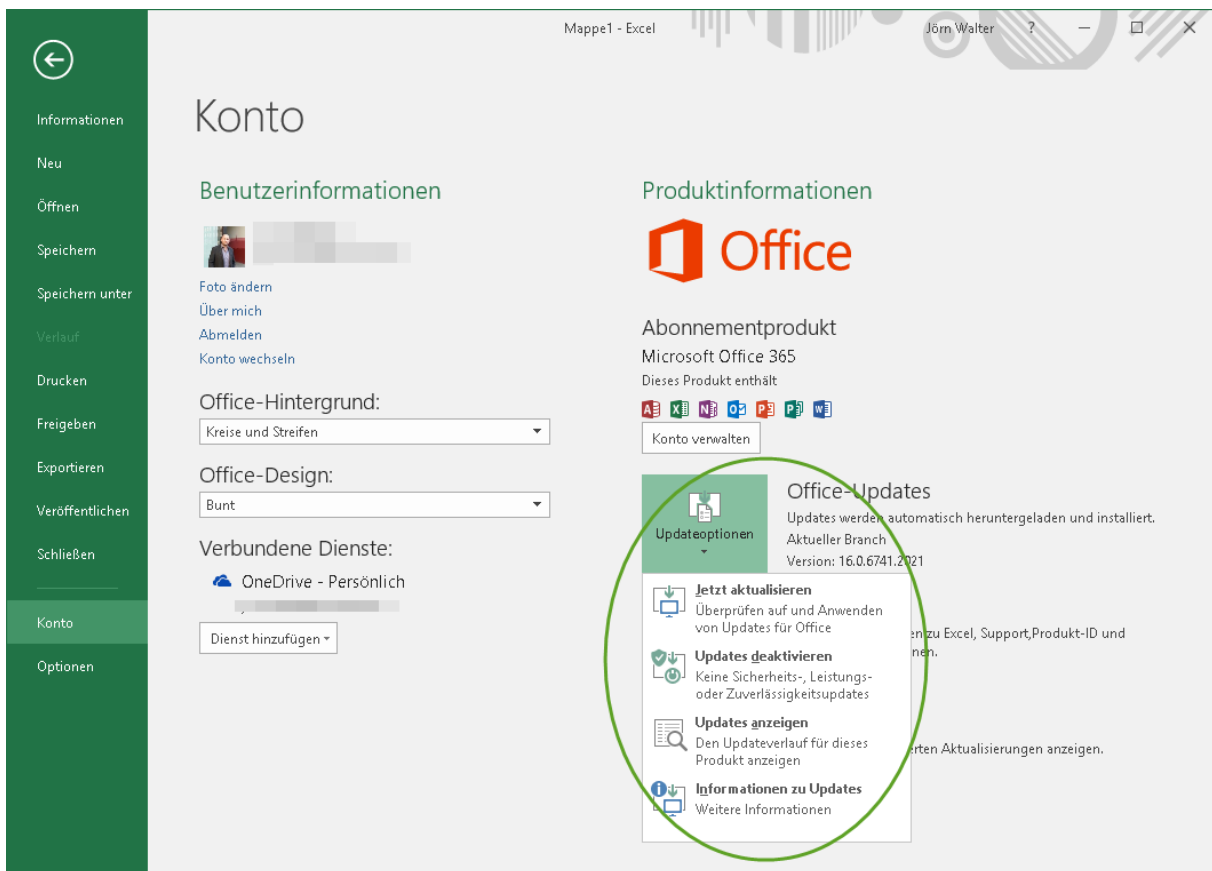 Mappe1 - Excel
Jörn Walter
?
Informationen
Neu
Öffnen
Speichern
Speichern unter
Verlauf
Drucken
Freigeben
Exportieren
Veröffentlichen
Schließen
Konto
Optionen
Konto
Benutzerinformationen
Foto ändern
Über mich
Abmelden
Konto wechseln
Office-Hintergrund:
Kreise und Streifen
Office-Design:
Bunt
Verbundene Dienste:
OneDrive - Persönlich
Dienst hinzufügen
Produktinformationen
Office
Abonnementprodukt
Microsoft Office 365
Dieses Produkt enthält
Konto verwalten
Updateoptionen
Office-Updates
Updates werden automatisch heruntergeladen und installiert.
Aktueller Branch
Version: 16.0.6741.2021
Jetzt aktualisieren
Überprüfen auf und Anwenden
von Updates für Office
Updates deaktivieren
Keine Sicherheits-, Leistungs-
oder Zuverlässigkeitsupdates
Updates anzeigen
Den Updateverlauf für dieses
Produkt anzeigen
Informationen zu Updates
Weitere Informationen
zu Excel, Support,Produkt-ID und
Aktualisierungen anzeigen.